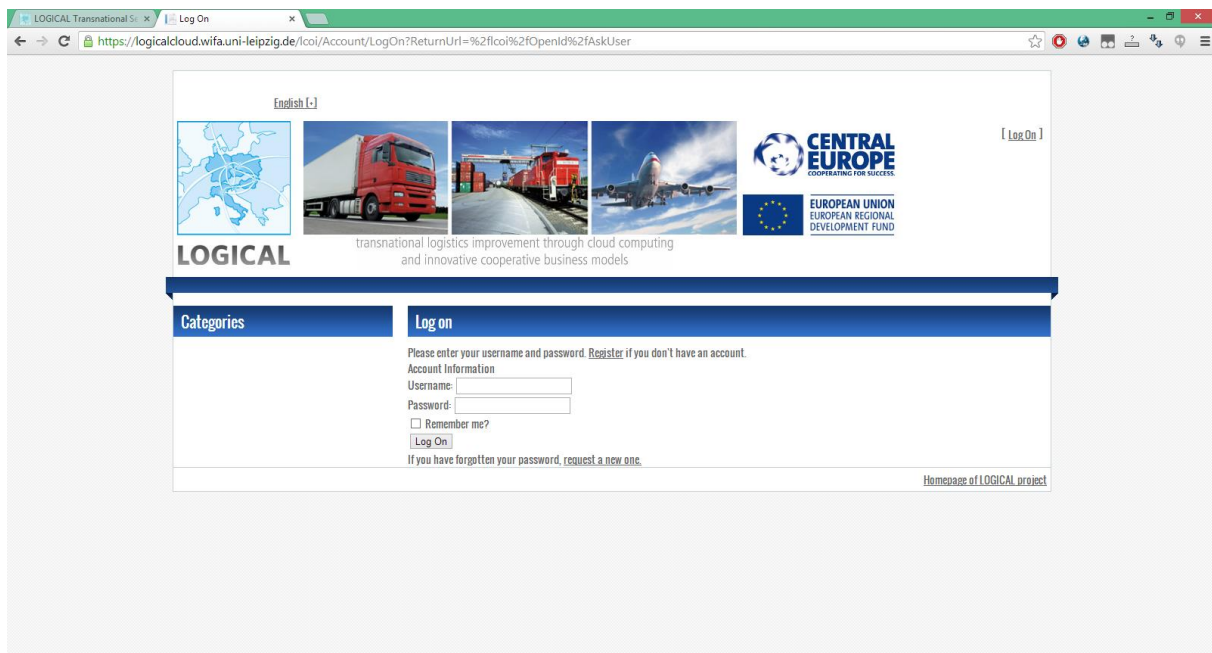 LOGICAL Transnational Se
Log On
https://logicalcloud.wifa.uni-leipzig.de/lcoi/Account/LogOn?ReturnUrl=%2flcoi%2fOpenId%2fAskUser
English [+]
[ Log On ]
CENTRAL
EUROPE
COOPERATING FOR SUCCESS.
EUROPEAN UNION
EUROPEAN REGIONAL
DEVELOPMENT FUND
LOGICAL
transnational logistics improvement through cloud computing
and innovative cooperative business models
Categories
Log on
Please enter your username and password. Register if you don't have an account.
Account Information
Username:
Password:
Remember me?
Log On
If you have forgotten your password, request a new one.
Homepage of LOGICAL project